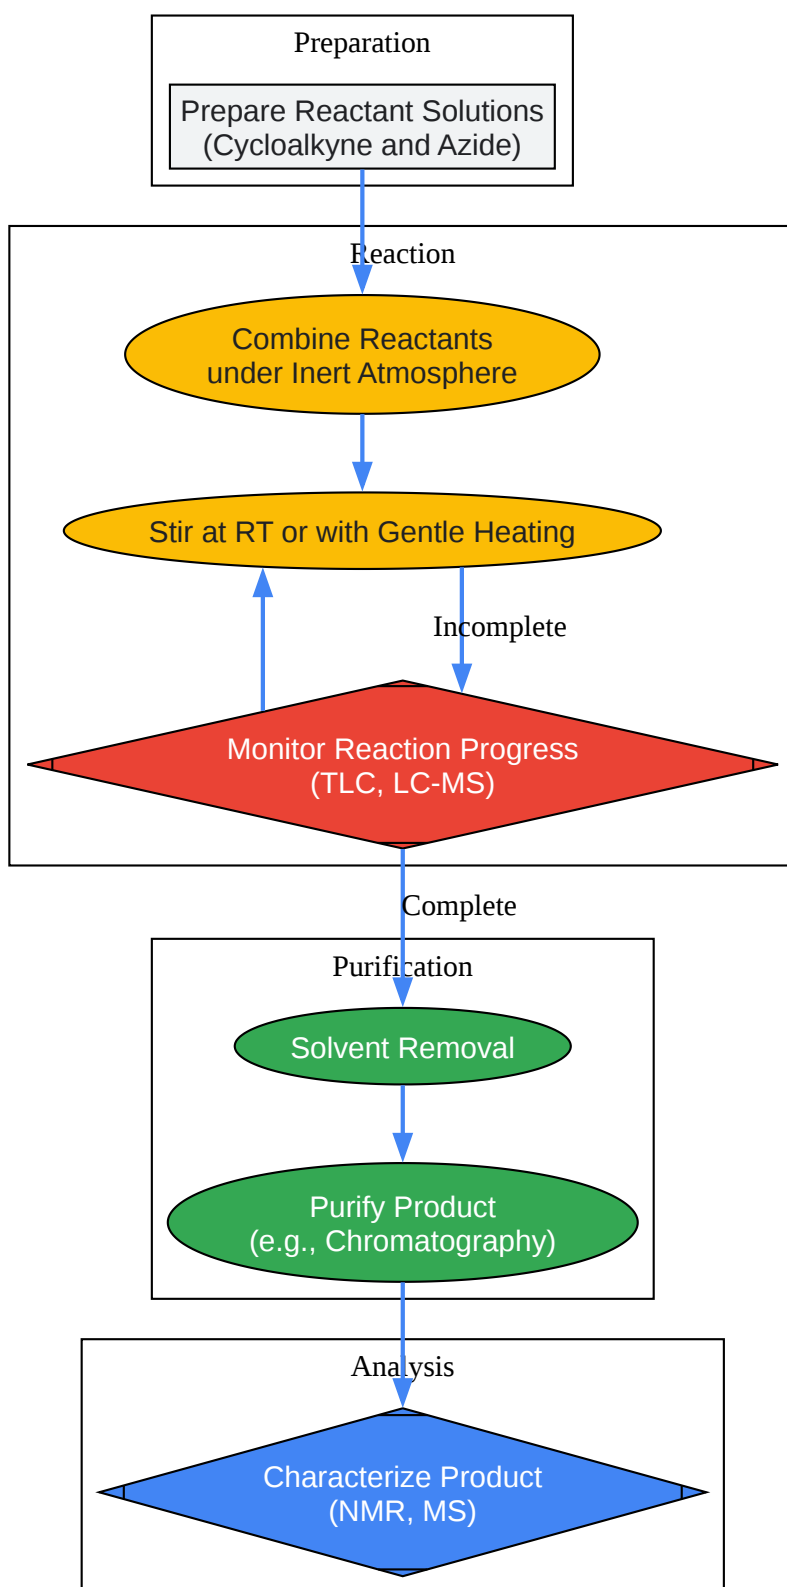 Preparation
Prepare Reactant Solutions
(Cycloalkyne and Azide)
Reaction
Combine Reactants
under Inert Atmosphere
Stir at RT or with Gentle Heating
Incomplete
Monitor Reaction Progress
(TLC, LC-MS)
Complete
Purification
Solvent Removal
Purify Product
(e.g., Chromatography)
Analysis
Characterize Product
(NMR, MS)